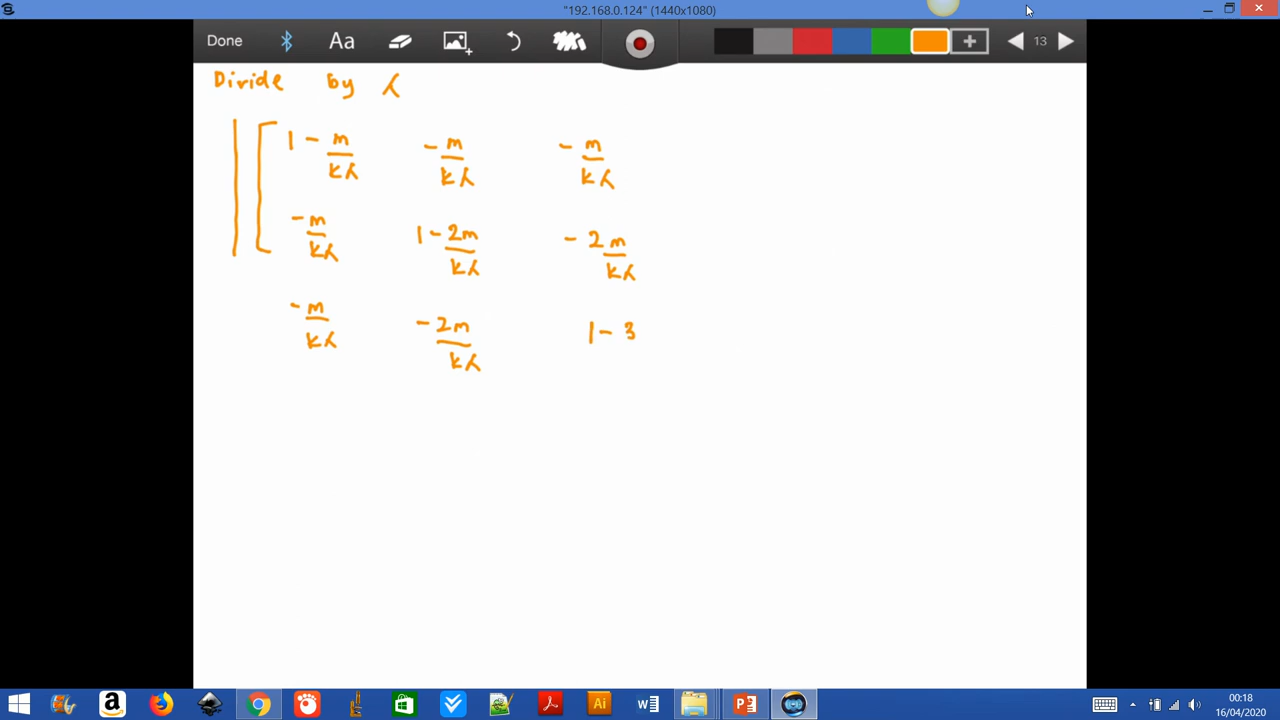 "192.168.0.124" (1440x1080)
Done Aa 13
Divide by λ
1 - m/kλ -m/kλ -m/kλ
-m/kλ 1 - 2m/kλ - 2m/kλ
-m/kλ - 2m/kλ 1 - 3
00:18
16/04/2020